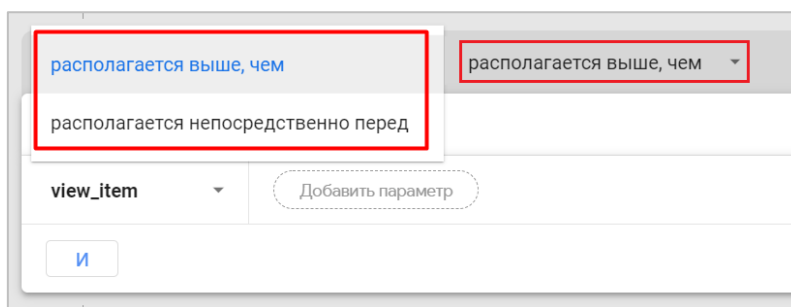 располагается выше, чем
располагается выше, чем
располагается непосредственно перед
view_item
Добавить параметр
И